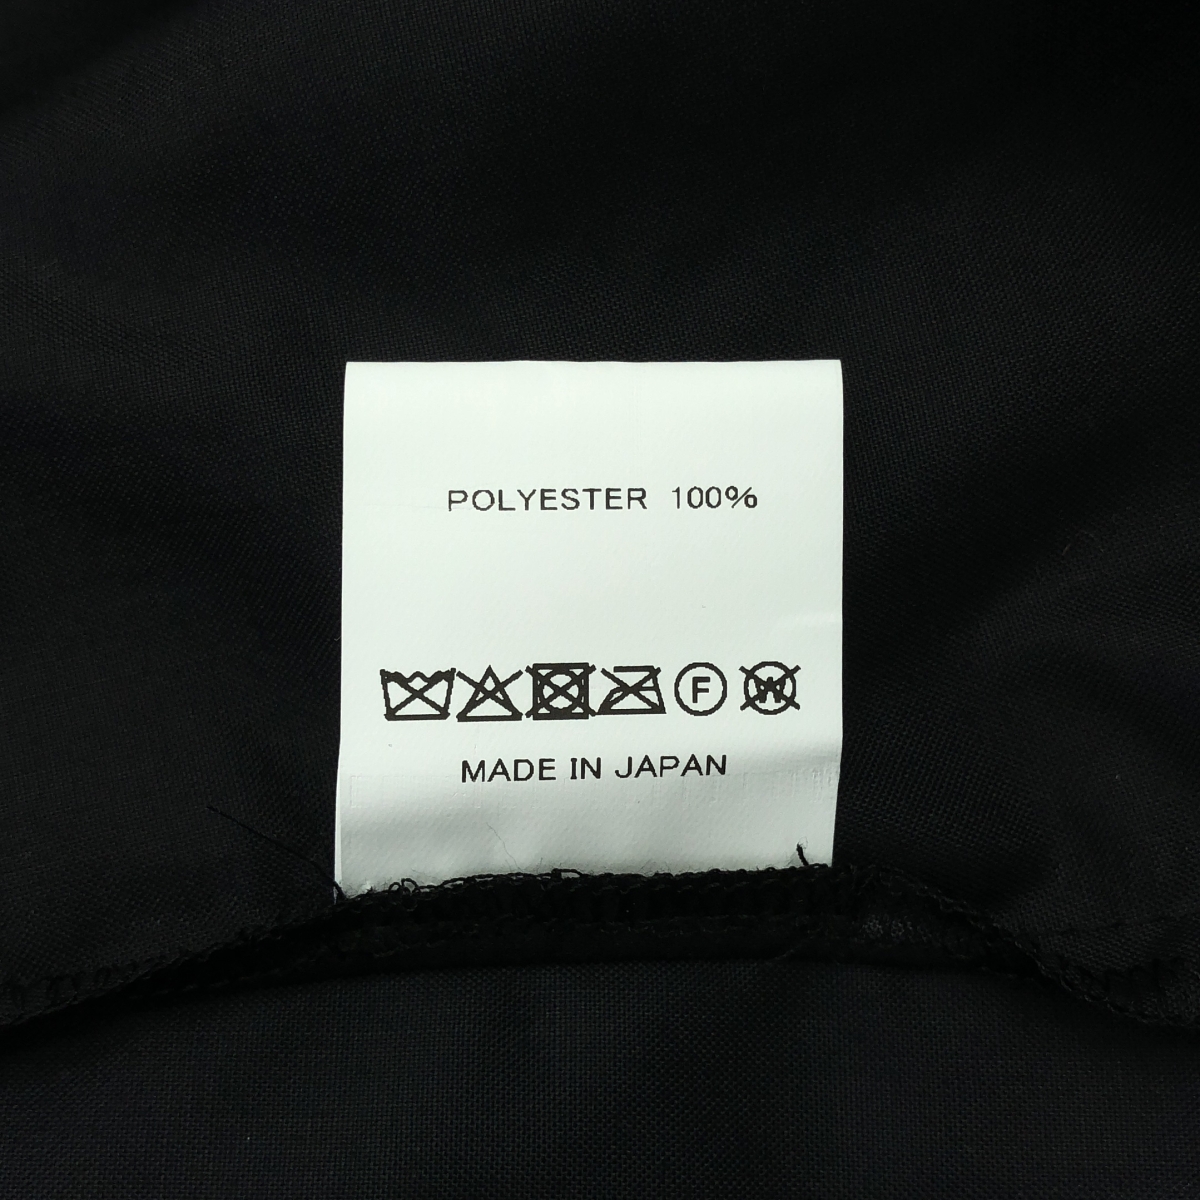 POLYESTER 100%
F W
MADE IN JAPAN